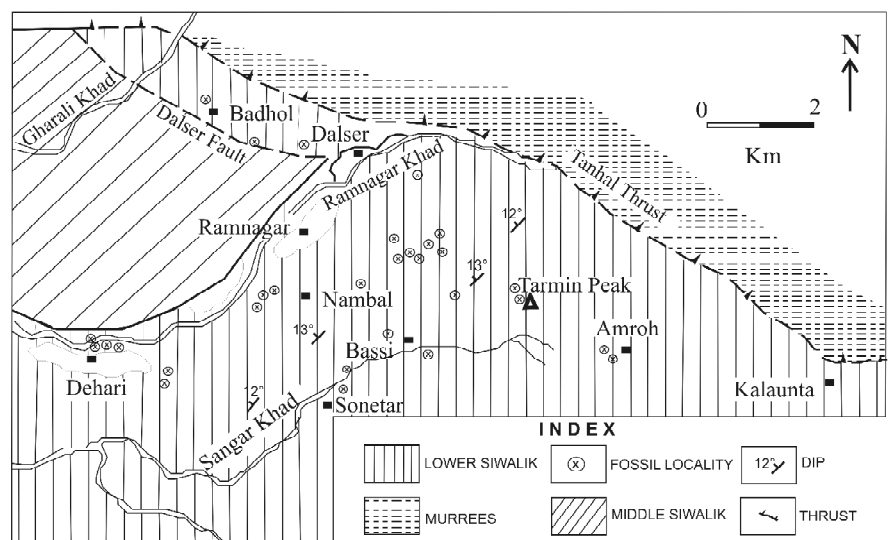 N
0 2
Km
Gharali Khad
Badhol
Dalser Fault
Dalser
Ramnagar Khad
Tanhal Thrust
Ramnagar
12°
13°
Tarmin Peak
Nambal
13°
Bassi
Amroh
Dehari
12°
Kalaunta
Sonetar
Sangar Khad
INDEX
LOWER SIWALIK
FOSSIL LOCALITY
12° DIP
MURREES
MIDDLE SIWALIK
THRUST